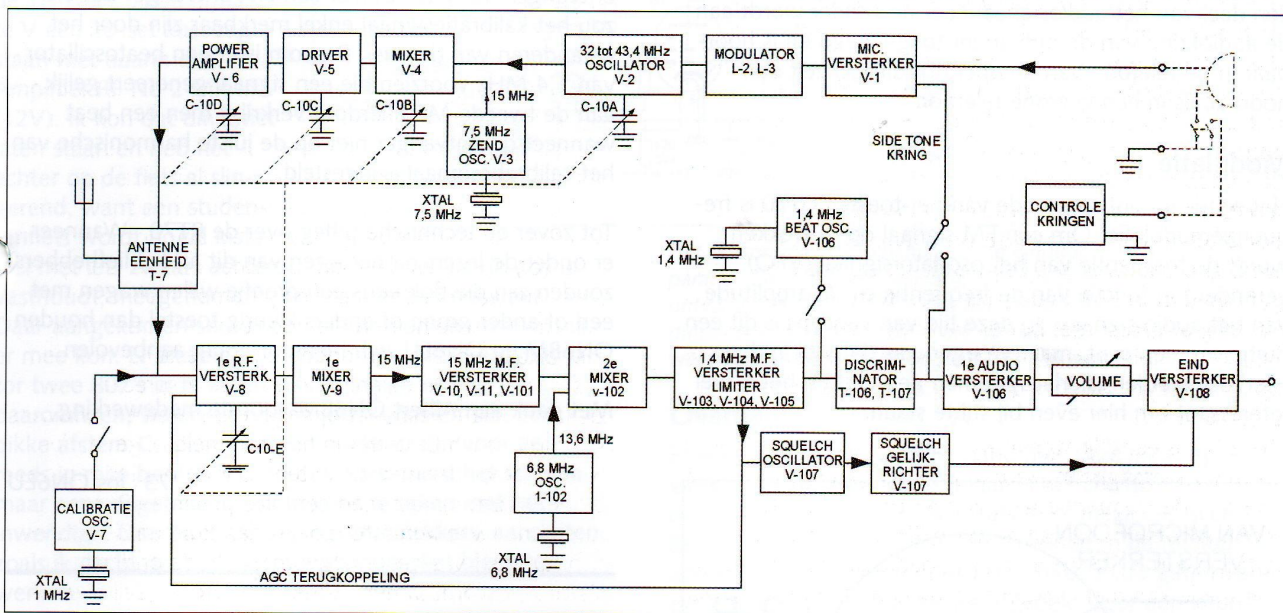 POWER
AMPLIFIER
V - 6
DRIVER
V-5
MIXER
V-4
32 tot 43,4 MHz
OSCILLATOR
V-2
MODULATOR
L-2, L-3
MIC.
VERSTERKER
V-1
C-10D
C-10C
C-10B
15 MHz
C-10A
7,5 MHz
ZEND
OSC. V-3
SIDE TONE
KRING
XTAL
7,5 MHz
1,4 MHz
BEAT OSC.
V-106
CONTROLE
KRINGEN
XTAL
1,4 MHz
ANTENNE
EENHEID
T-7
1e R.F.
VERSTERK.
V-8
1e
MIXER
V-9
15 MHz
15 MHz M.F.
VERSTERKER
V-10, V-11, V-101
2e
MIXER
V-102
1,4 MHz M.F.
VERSTERKER
LIMITER
V-103, V-104, V-105
DISCRIMI-
NATOR
T-106, T-107
1e AUDIO
VERSTERKER
V-106
VOLUME
EIND
VERSTERKER
V-108
C10-E
13,6 MHz
6,8 MHz
OSC.
1-102
SQUELCH
OSCILLATOR
V-107
SQUELCH
GELIJK-
RICHTER
V-107
CALIBRATIE
OSC.
V-7
XTAL
1 MHz
XTAL
6,8 MHz
AGC TERUGKOPPELING